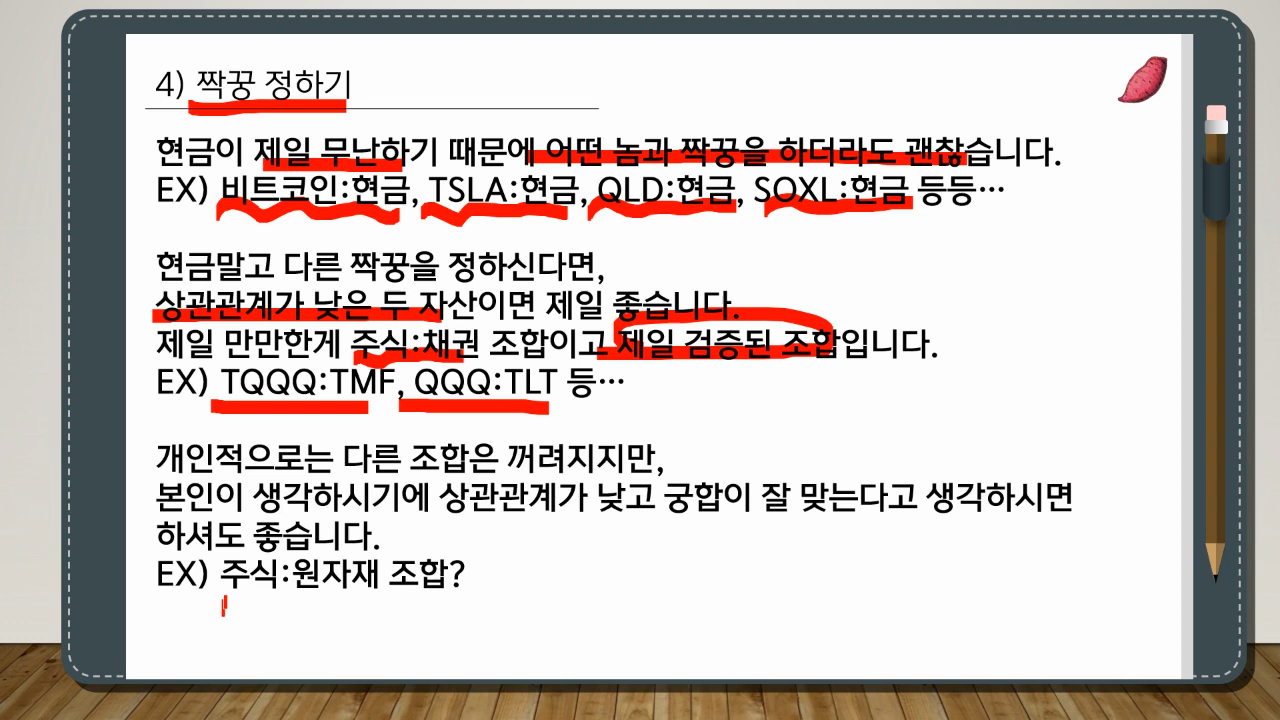 4) 짝꿍 정하기
현금이 제일 무난하기 때문에 어떤 놈과 짝꿍을 하더라도 괜찮습니다.
EX) 비트코인:현금, TSLA:현금, QLD:현금, SOXL:현금 등등…
현금말고 다른 짝꿍을 정하신다면,
상관관계가 낮은 두 자산이면 제일 좋습니다.
제일 만만한게 주식:채권 조합이고 제일 검증된 조합입니다.
EX) TQQQ:TMF, QQQ:TLT 등…
개인적으로는 다른 조합은 꺼려지지만,
본인이 생각하시기에 상관관계가 낮고 궁합이 잘 맞는다고 생각하시면
하셔도 좋습니다.
EX) 주식:원자재 조합?